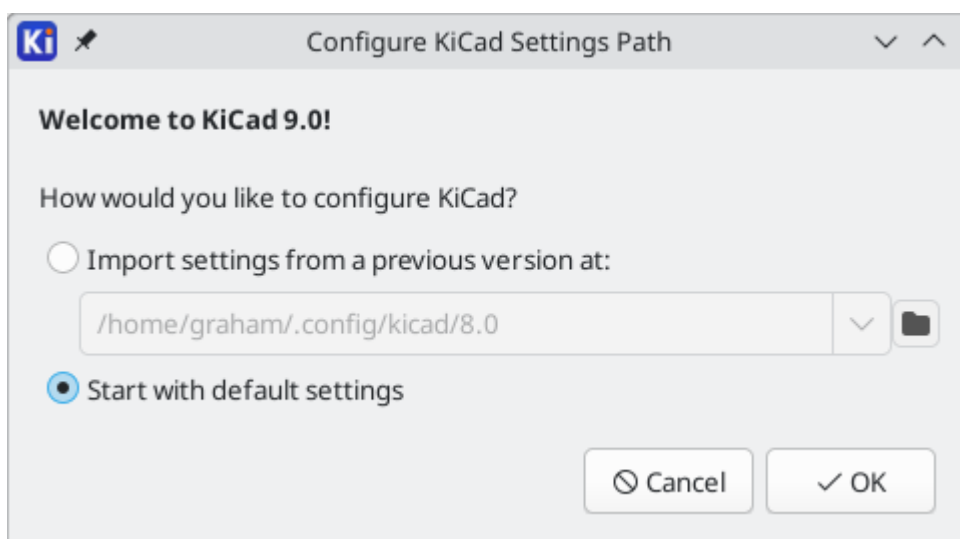 Ki Configure KiCad Settings Path
Welcome to KiCad 9.0!
How would you like to configure KiCad?
Import settings from a previous version at:
/home/graham/.config/kicad/8.0
Start with default settings
Cancel OK